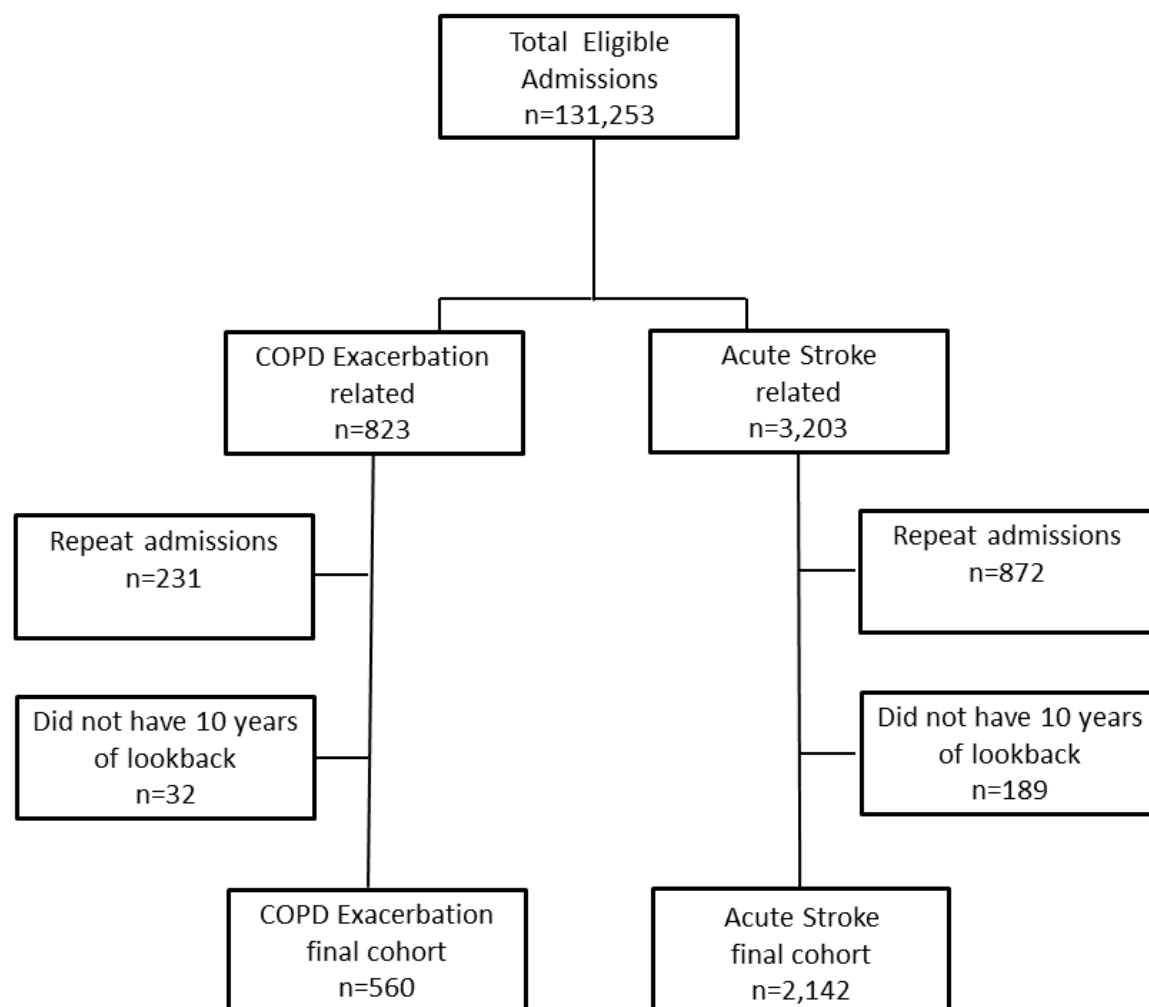 Total Eligible
Admissions
n=131,253
COPD Exacerbation
related
n=823
Acute Stroke
related
n=3,203
Repeat admissions
n=231
Repeat admissions
n=872
Did not have 10 years
of lookback
n=32
Did not have 10 years
of lookback
n=189
COPD Exacerbation
final cohort
n=560
Acute Stroke
final cohort
n=2,142